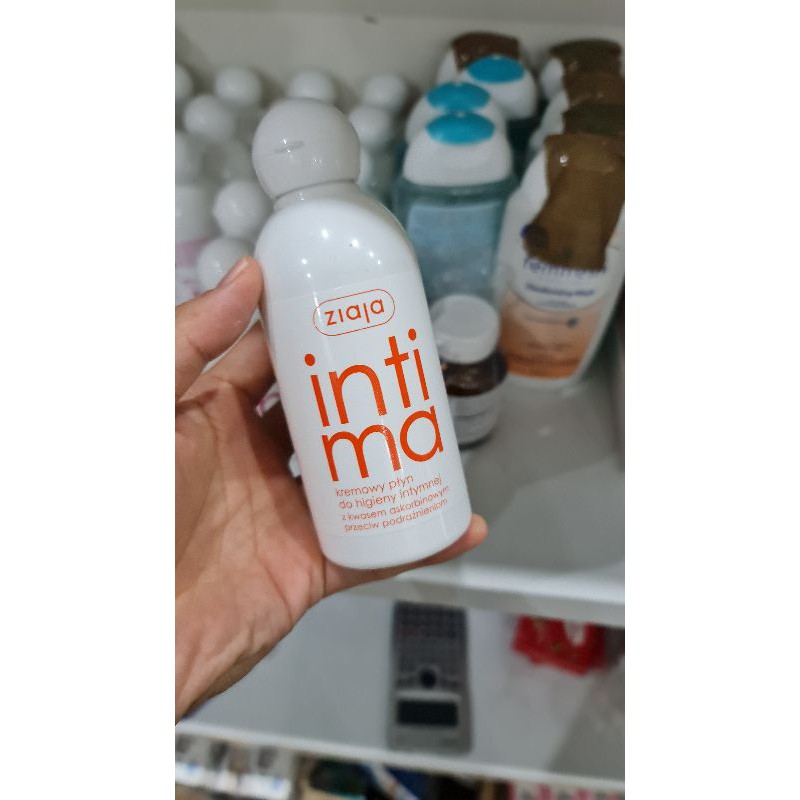 ziaja
inti
ma
kremowy płyn
do higieny intymnej
z kwasem askorbinowym
przeciw podrażnieniom